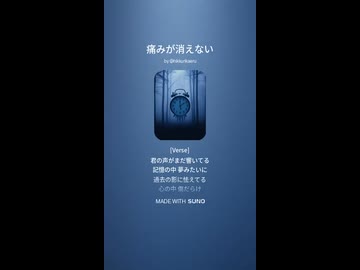 痛みが消えない
[Verse]
君の声がまだ響いてる
記憶の中 夢みたいに
過去の影に怯えてる
心の中 傷だらけ
MADE WITH SUNO